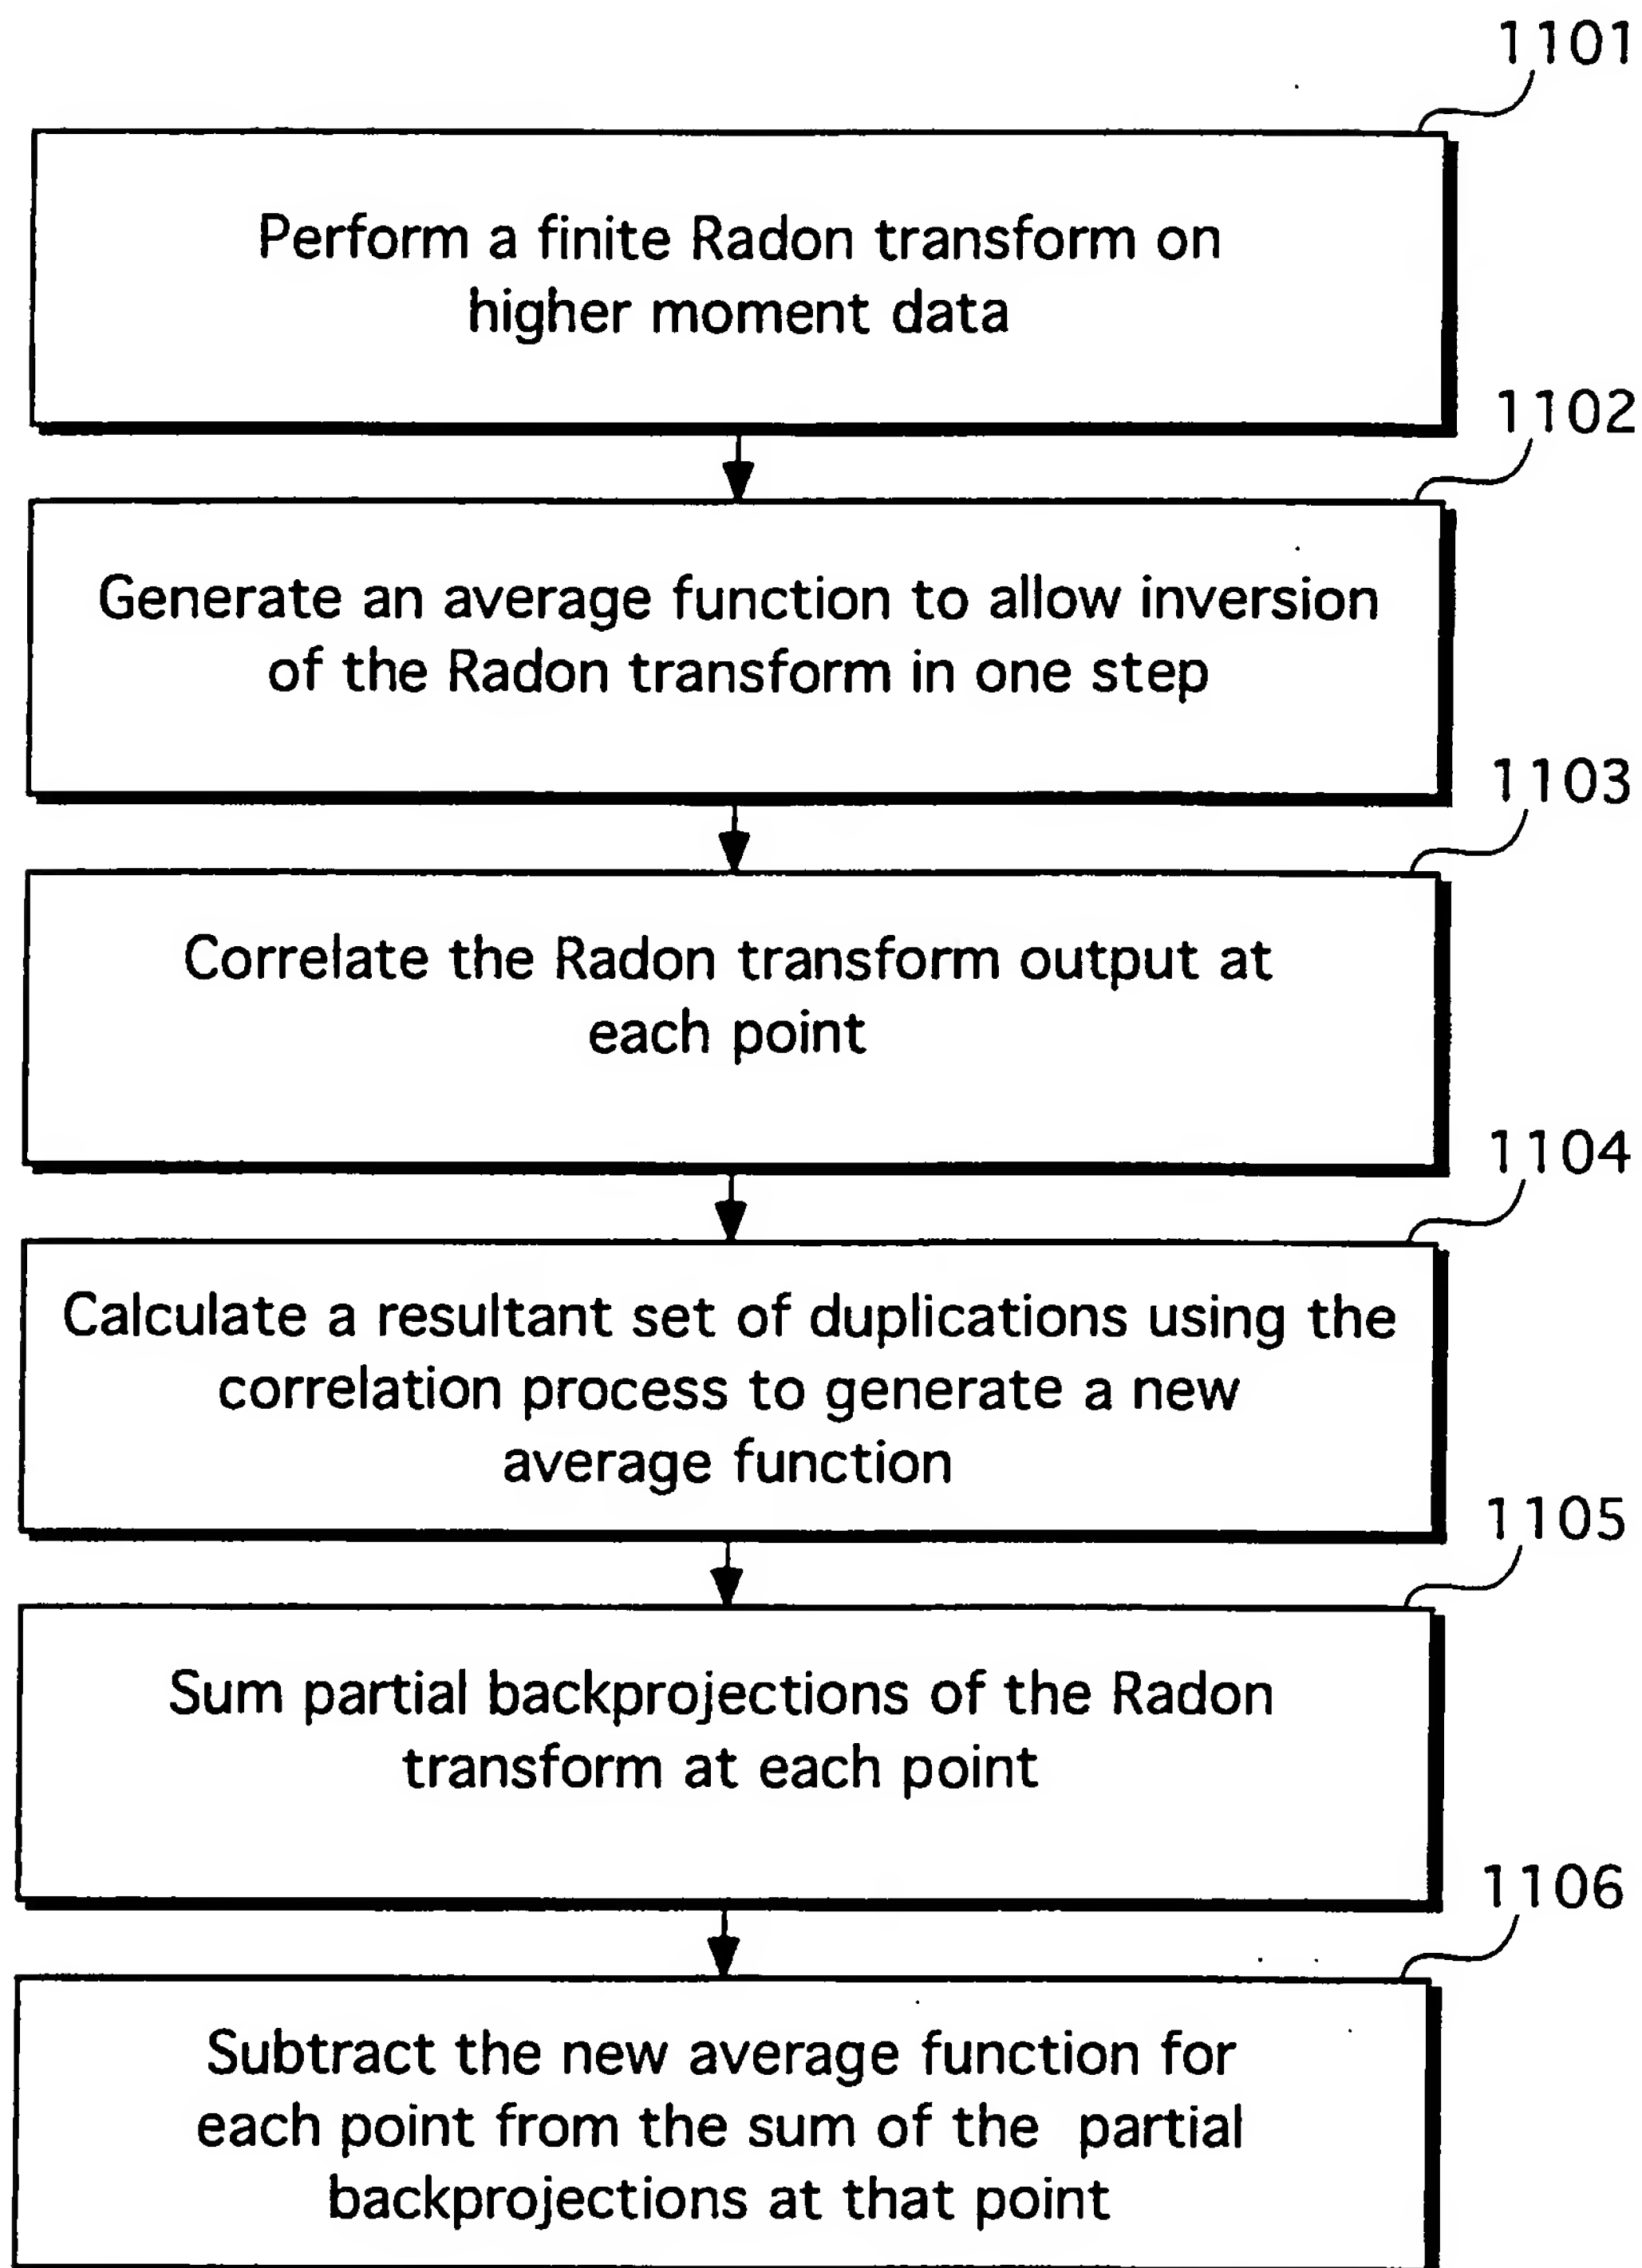 1101
Perform a finite Radon transform on
higher moment data
1102
Generate an average function to allow inversion
of the Radon transform in one step
1103
Correlate the Radon transform output at
each point
1104
Calculate a resultant set of duplications using the
correlation process to generate a new
average function
1105
Sum partial backprojections of the Radon
transform at each point
1106
Subtract the new average function for
each point from the sum of the partial
backprojections at that point